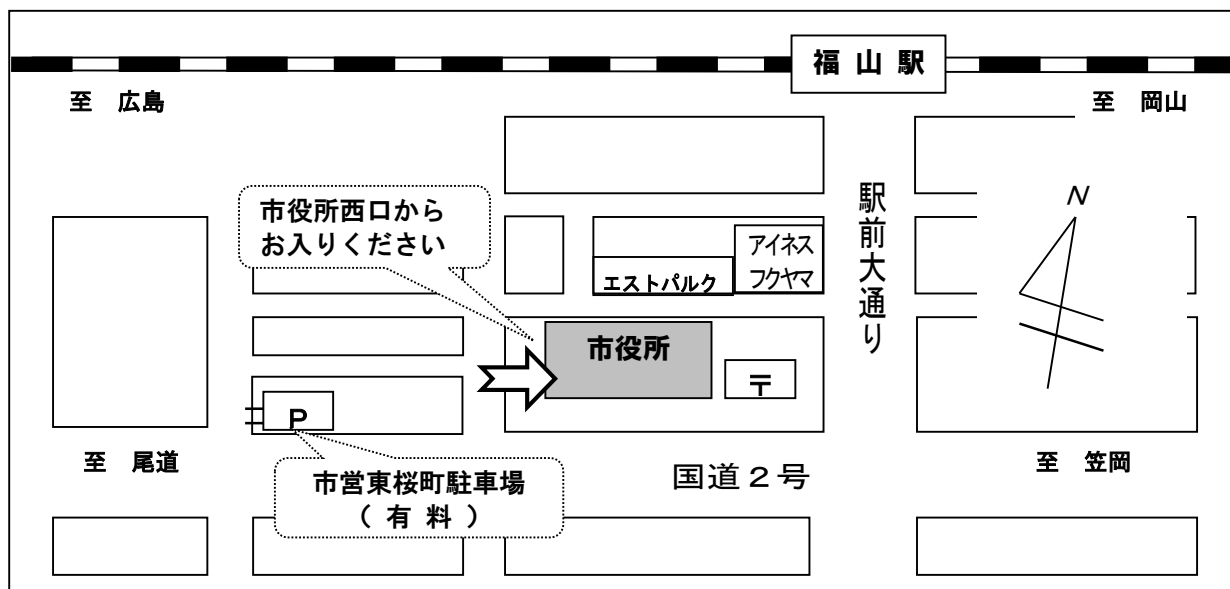 福山駅
至 広島
至 岡山
市役所西口から
お入りください
駅前大通り
N
アイネス
フクヤマ
エストパルク
市役所
〒
P
至 尾道
国道２号
至 笠岡
市営東桜町駐車場
（ 有 料 ）